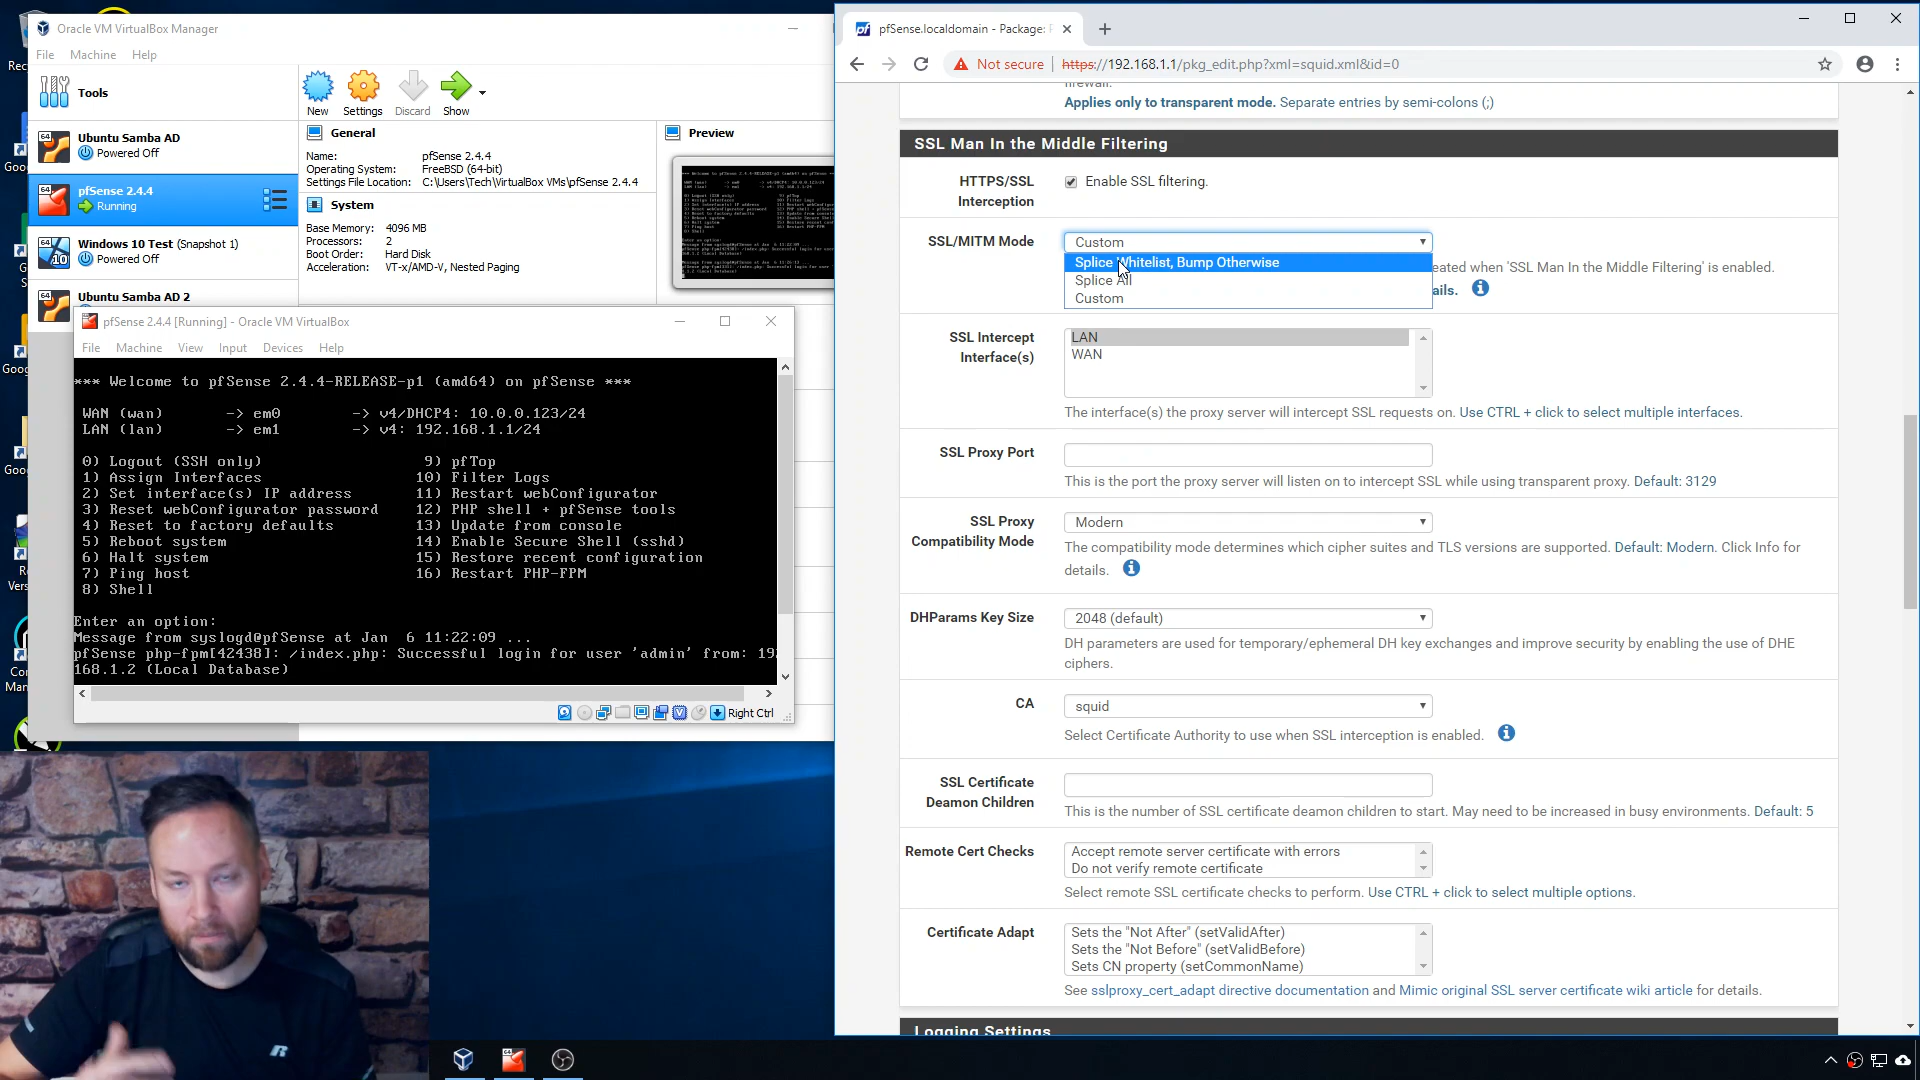 Oracle VM VirtualBox Manager
File Machine Help
Tools
New
Settings
Discard
Show
Ubuntu Samba AD
Powered Off
pfSense 2.4.4
Running
Windows 10 Test (Snapshot 1)
Powered Off
Ubuntu Samba AD 2
General
Name: pfSense 2.4.4
Operating System: FreeBSD (64-bit)
Settings File Location: C:\Users\Tech\VirtualBox VMs\pfSense 2.4.4
System
Base Memory: 4096 MB
Processors: 2
Boot Order: Hard Disk
Acceleration: VT-x/AMD-V, Nested Paging
Preview
pfSense 2.4.4 [Running] - Oracle VM VirtualBox
File Machine View Input Devices Help
*** Welcome to pfSense 2.4.4-RELEASE-p1 (amd64) on pfSense ***
WAN (wan) -> em0 -> v4/DHCP4: 10.0.0.123/24
LAN (lan) -> em1 -> v4: 192.168.1.1/24
0) Logout (SSH only) 9) pfTop
1) Assign Interfaces 10) Filter Logs
2) Set interface(s) IP address 11) Restart webConfigurator
3) Reset webConfigurator password 12) PHP shell + pfSense tools
4) Reset to factory defaults 13) Update from console
5) Reboot system 14) Enable Secure Shell (sshd)
6) Halt system 15) Restore recent configuration
7) Ping host 16) Restart PHP-FPM
8) Shell
Enter an option:
Message from syslogd@pfSense at Jan 6 11:22:09 ...
pfSense php-fpm[42438]: /index.php: Successful login for user 'admin' from: 192
168.1.2 (Local Database)
Right Ctrl
pfSense.localdomain - Package:
Not secure | https://192.168.1.1/pkg_edit.php?xml=squid.xml&id=0
firewall.
Applies only to transparent mode. Separate entries by semi-colons (;)
SSL Man In the Middle Filtering
HTTPS/SSL
Interception
Enable SSL filtering.
SSL/MITM Mode
Custom
Splice Whitelist, Bump Otherwise
Splice All
Custom
eated when 'SSL Man In the Middle Filtering' is enabled.
ails.
SSL Intercept
Interface(s)
LAN
WAN
The interface(s) the proxy server will intercept SSL requests on. Use CTRL + click to select multiple interfaces.
SSL Proxy Port
This is the port the proxy server will listen on to intercept SSL while using transparent proxy. Default: 3129
SSL Proxy
Compatibility Mode
Modern
The compatibility mode determines which cipher suites and TLS versions are supported. Default: Modern. Click Info for
details.
DHParams Key Size
2048 (default)
DH parameters are used for temporary/ephemeral DH key exchanges and improve security by enabling the use of DHE
ciphers.
CA
squid
Select Certificate Authority to use when SSL interception is enabled.
SSL Certificate
Deamon Children
This is the number of SSL certificate deamon children to start. May need to be increased in busy environments. Default: 5
Remote Cert Checks
Accept remote server certificate with errors
Do not verify remote certificate
Select remote SSL certificate checks to perform. Use CTRL + click to select multiple options.
Certificate Adapt
Sets the "Not After" (setValidAfter)
Sets the "Not Before" (setValidBefore)
Sets CN property (setCommonName)
See sslproxy_cert_adapt directive documentation and Mimic original SSL server certificate wiki article for details.
Logging Settings